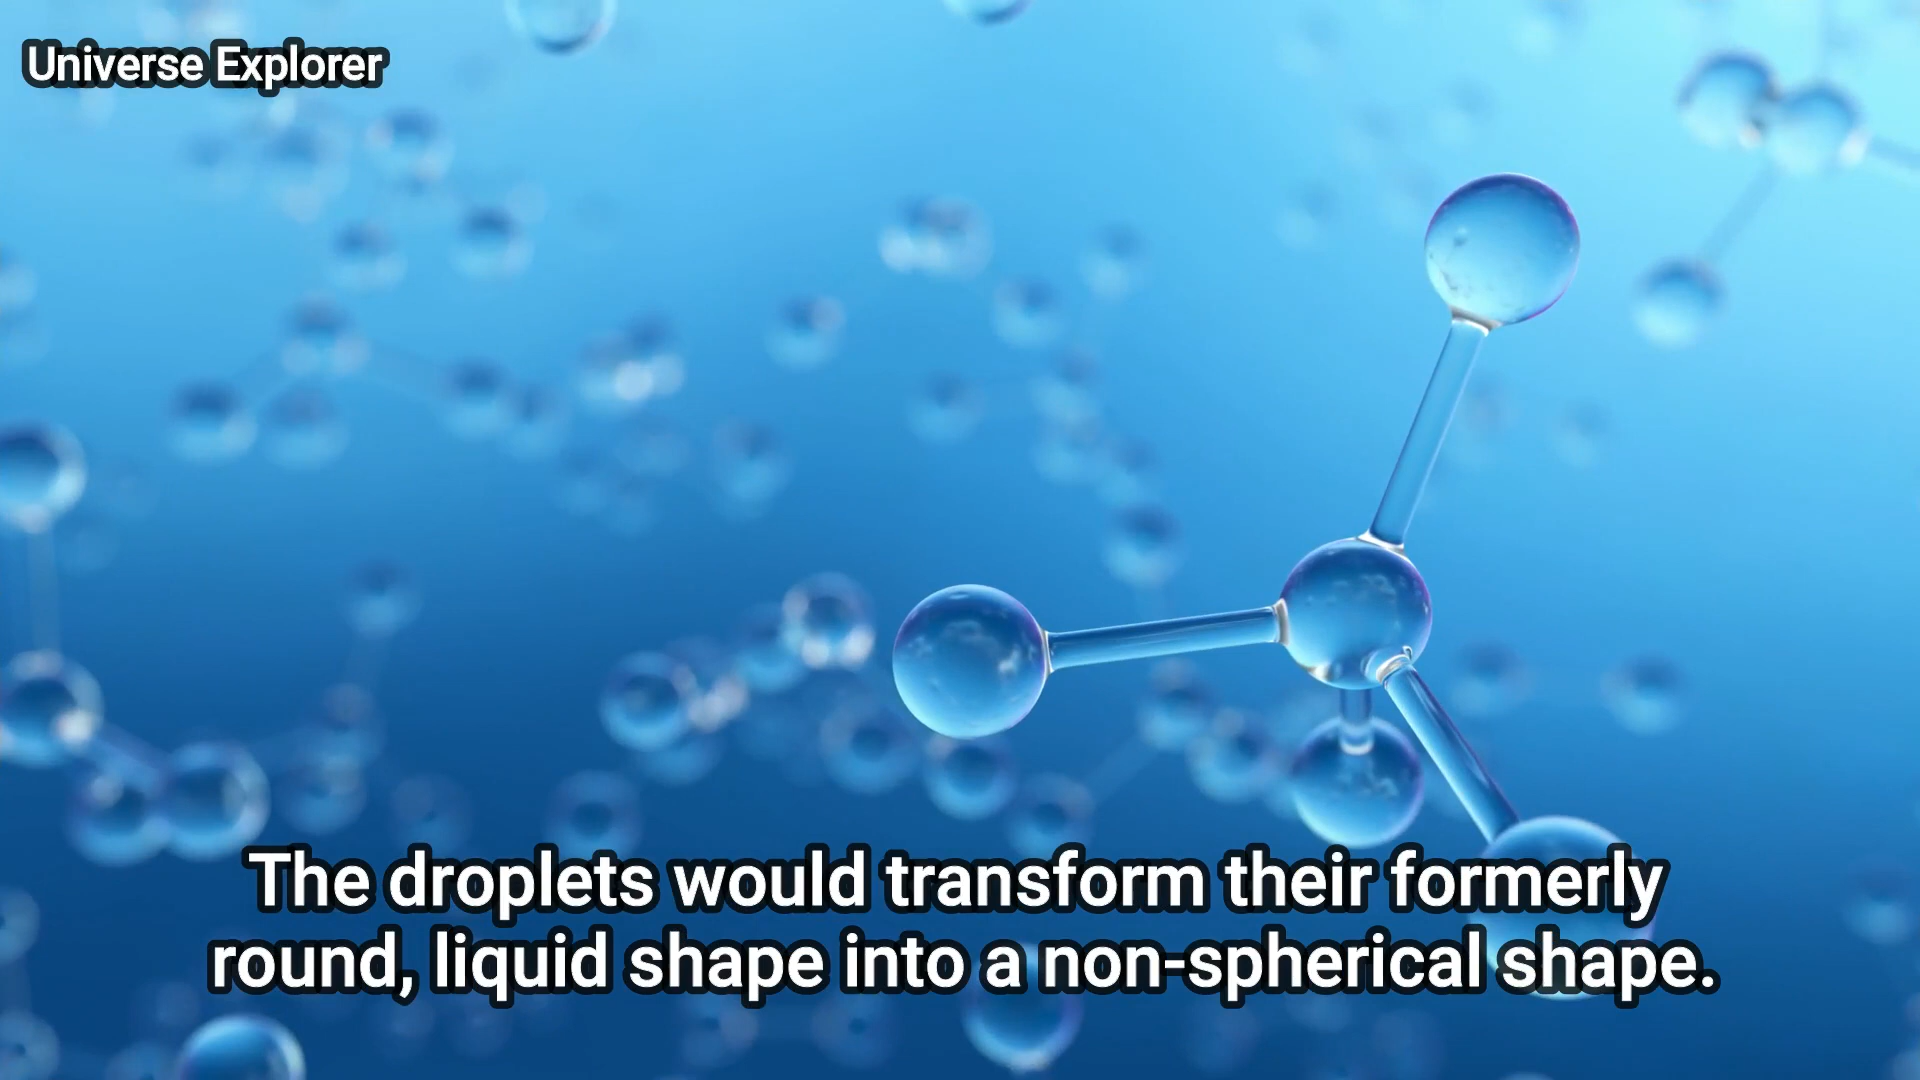 Universe Explorer
The droplets would transform their formerly
round, liquid shape into a non-spherical shape.